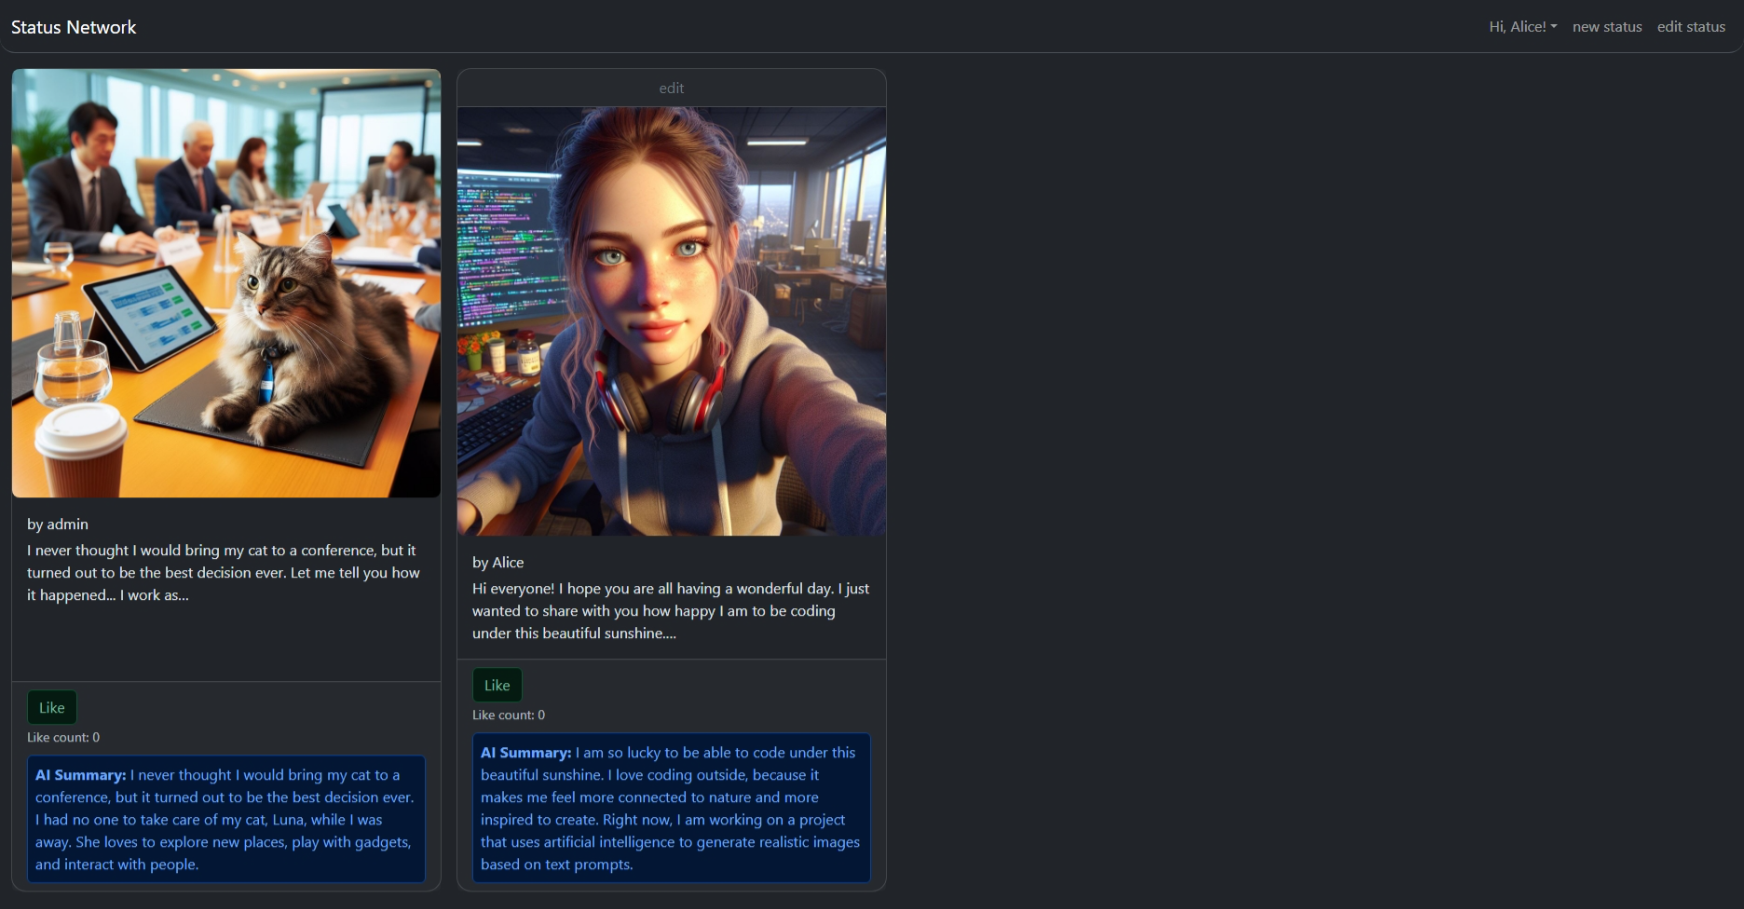 Status Network
Hi, Alice!
new status
edit status
by admin
I never thought I would bring my cat to a conference, but it
turned out to be the best decision ever. Let me tell you how
it happened... I work as...
Like
Like count: 0
AI Summary: I never thought I would bring my cat to a
conference, but it turned out to be the best decision ever.
I had no one to take care of my cat, Luna, while I was
away. She loves to explore new places, play with gadgets,
and interact with people.
edit
by Alice
Hi everyone! I hope you are all having a wonderful day. I just
wanted to share with you how happy I am to be coding
under this beautiful sunshine....
Like
Like count: 0
AI Summary: I am so lucky to be able to code under this
beautiful sunshine. I love coding outside, because it
makes me feel more connected to nature and more
inspired to create. Right now, I am working on a project
that uses artificial intelligence to generate realistic images
based on text prompts.